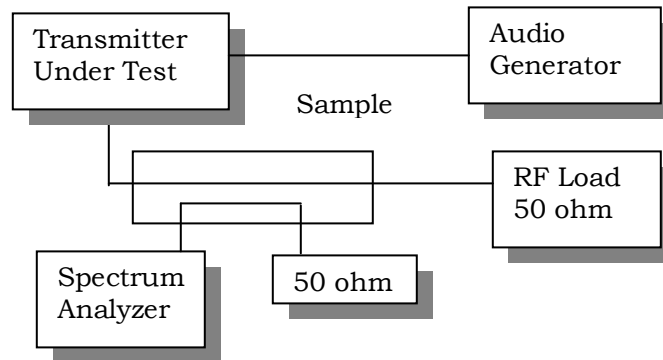 Transmitter
Under Test
Audio
Generator
Sample
RF Load
50 ohm
Spectrum
Analyzer
50 ohm